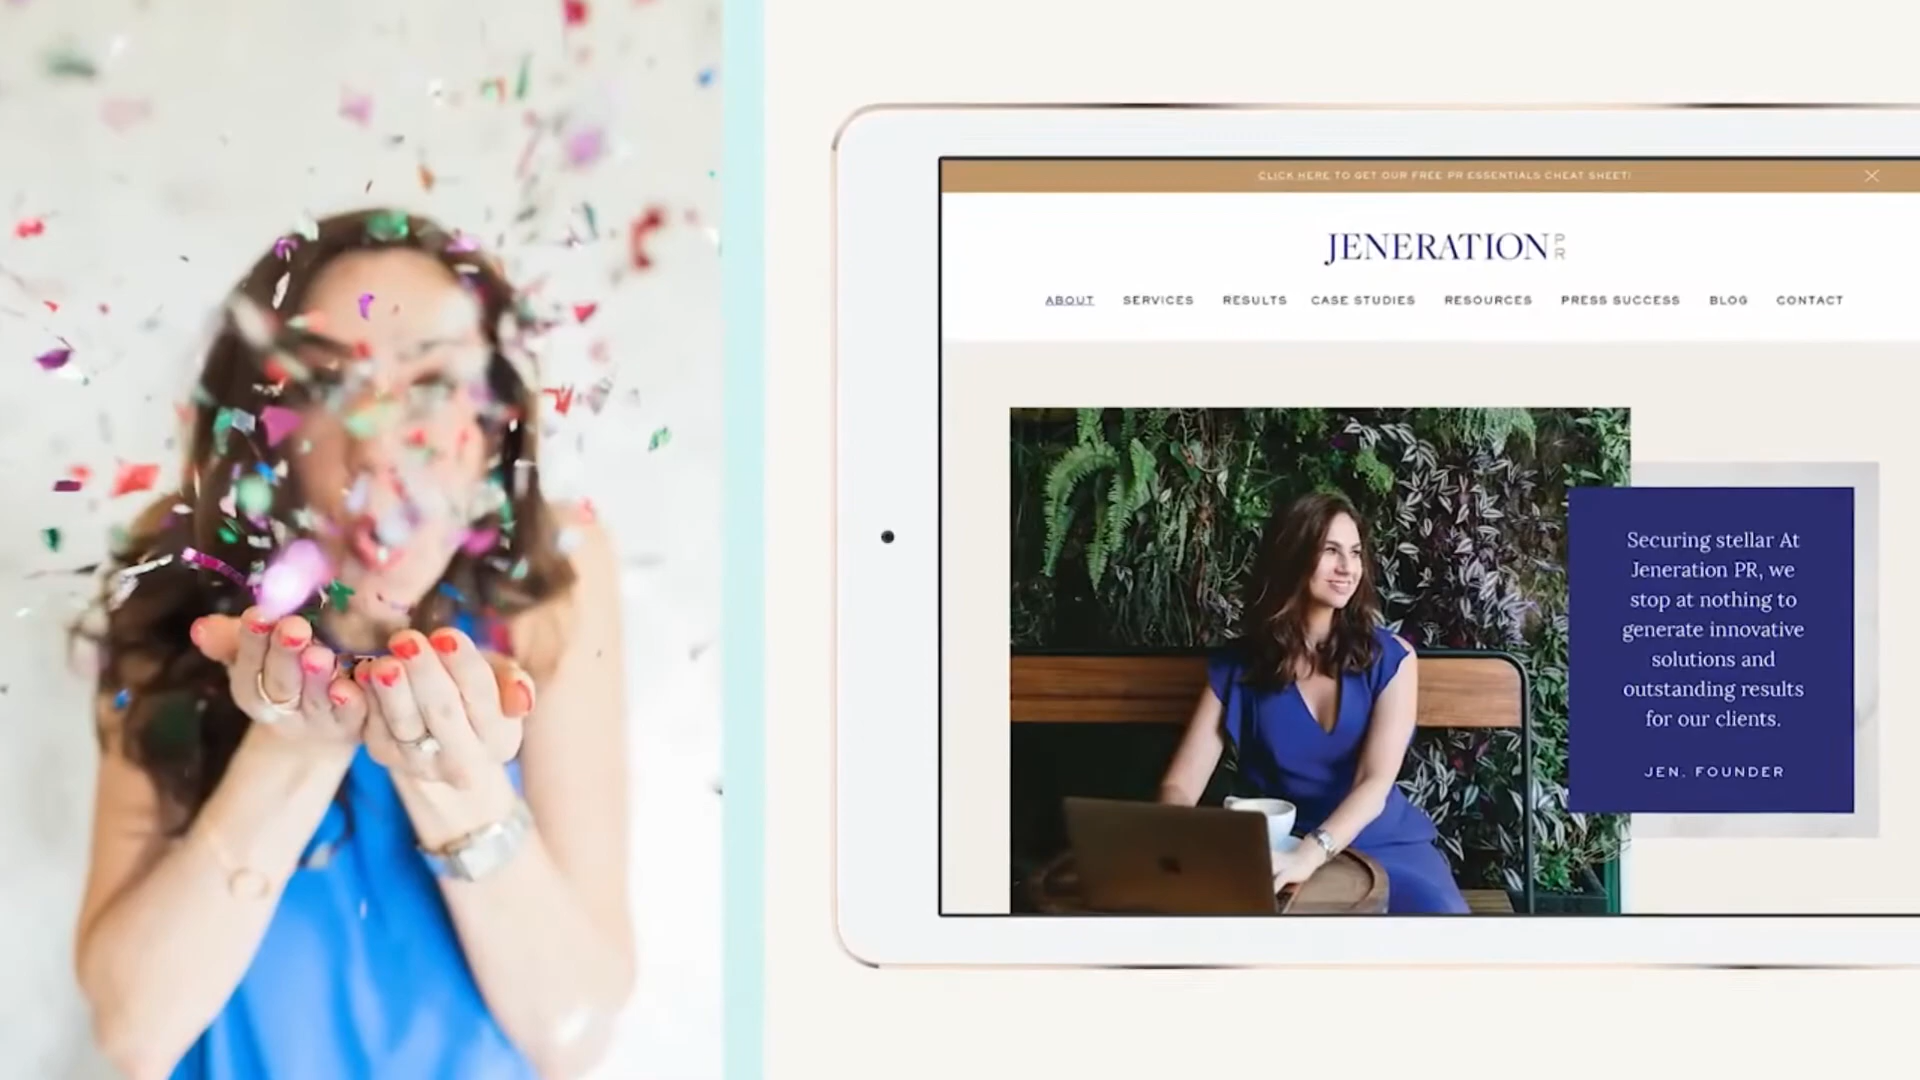 CLICK HERE TO GET OUR FREE PR ESSENTIALS CHEAT SHEET!
JENERATION PR
ABOUT SERVICES RESULTS CASE STUDIES RESOURCES PRESS SUCCESS BLOG CONTACT
Securing stellar At
Jeneration PR, we
stop at nothing to
generate innovative
solutions and
outstanding results
for our clients.
JEN, FOUNDER